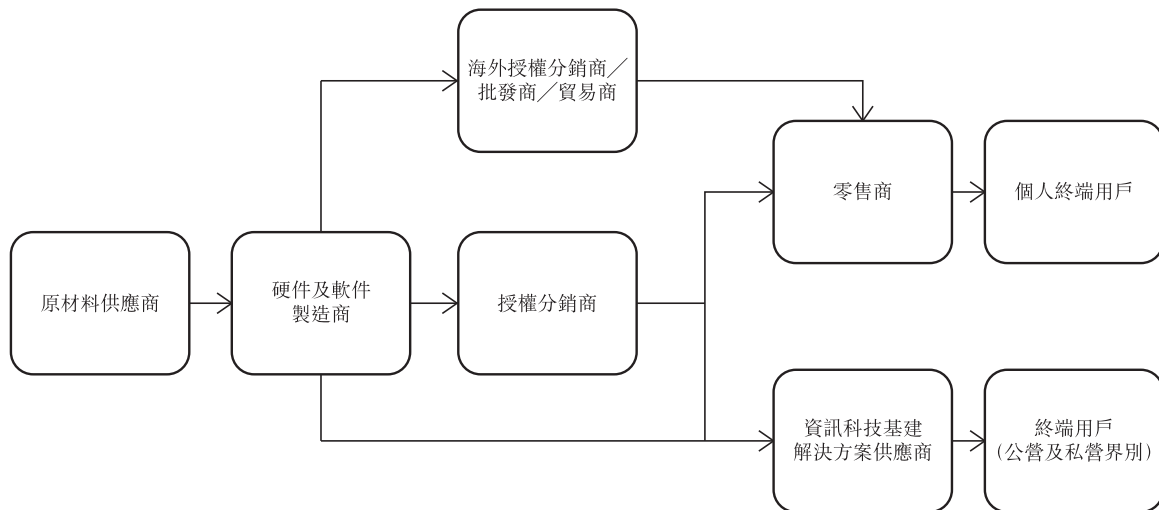 海外授權分銷商／
批發商／貿易商
零售商
個人終端用戶
原材料供應商
硬件及軟件
製造商
授權分銷商
資訊科技基建
解決方案供應商
終端用戶
(公營及私營界別)